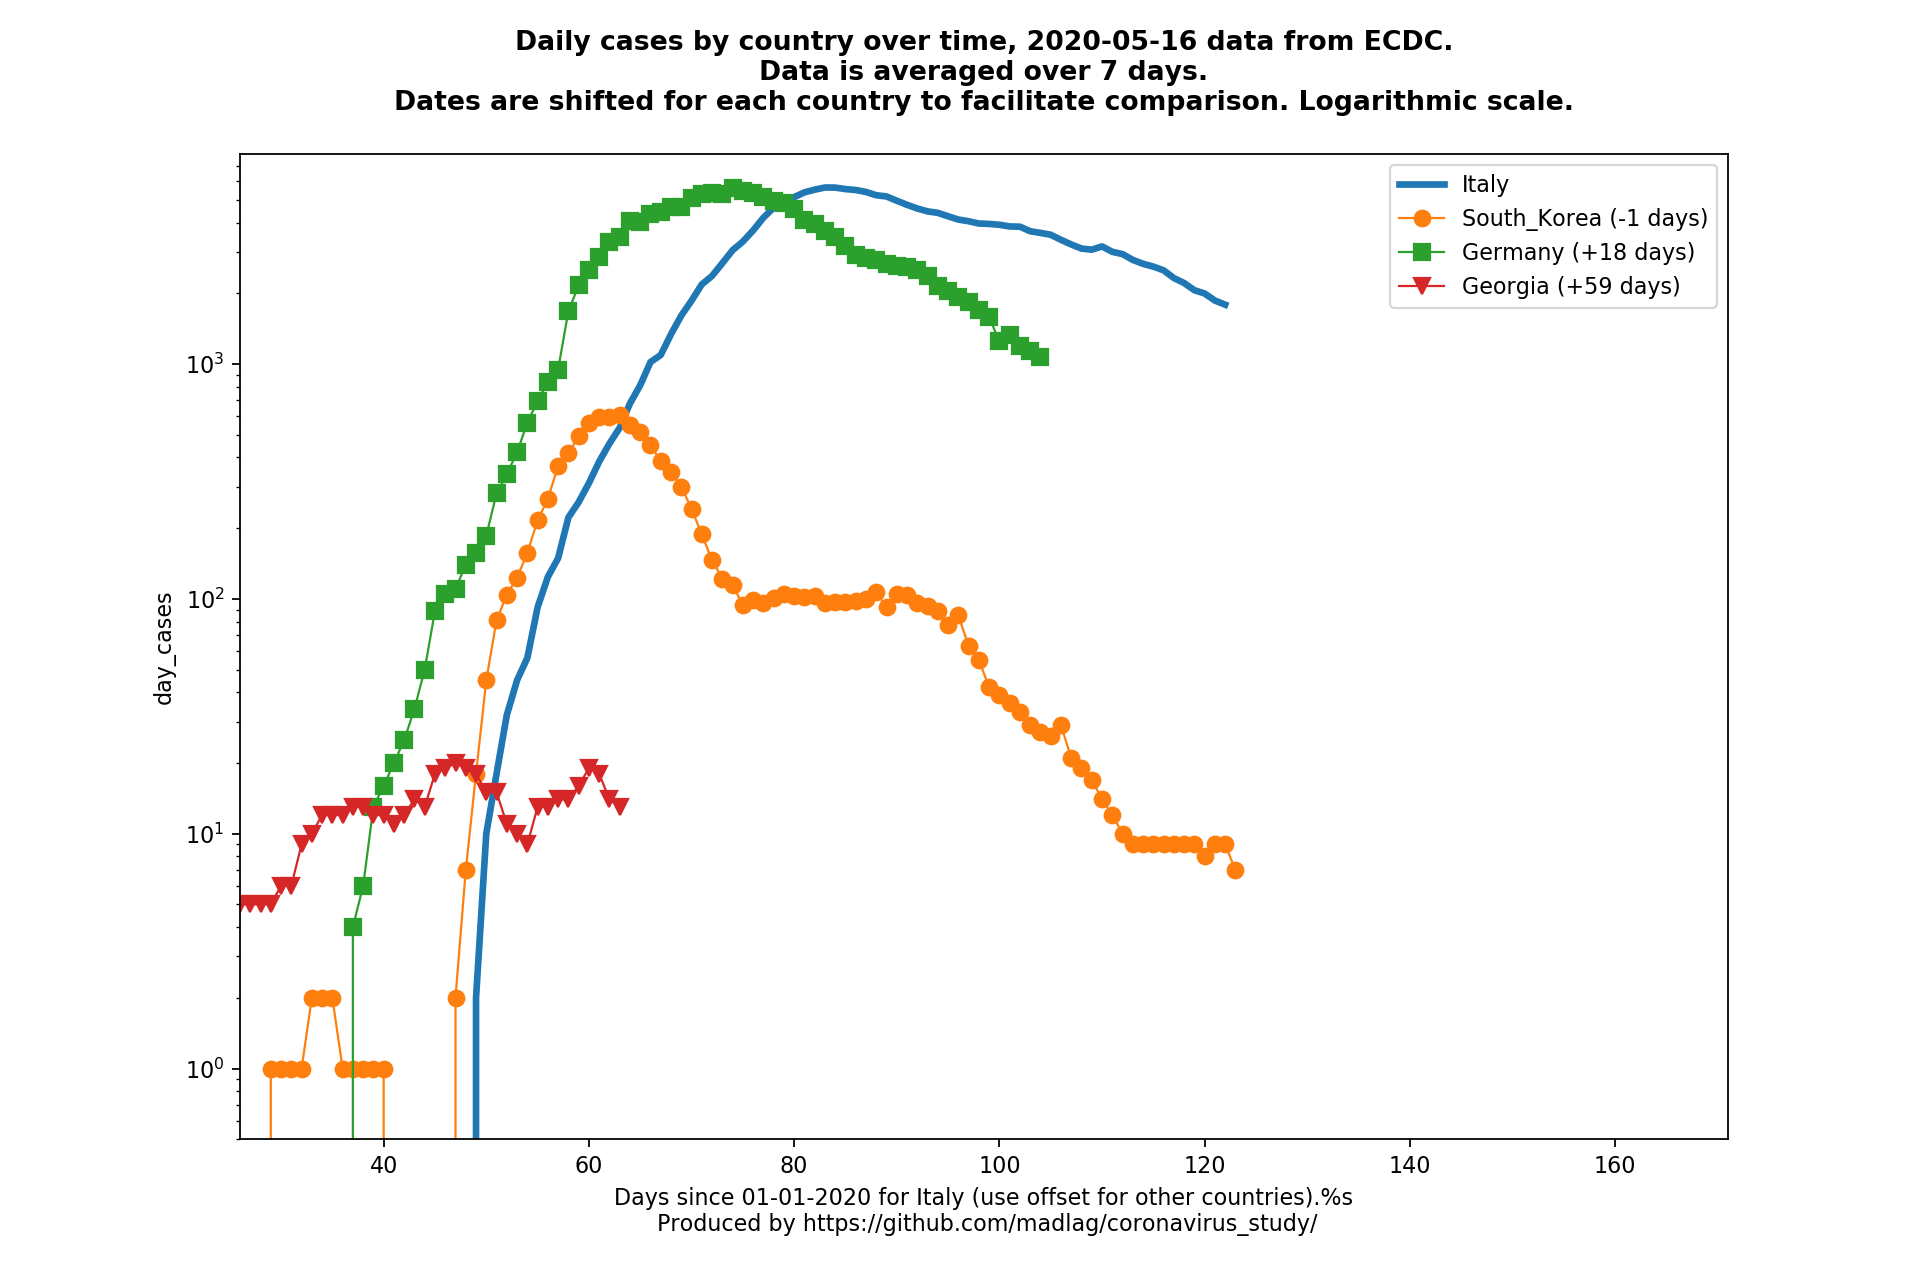 Daily cases by country over time, 2020-05-16 data from ECDC.
Data is averaged over 7 days.
Dates are shifted for each country to facilitate comparison. Logarithmic scale.
Italy
South_Korea (-1 days)
Germany (+18 days)
Georgia (+59 days)
day_cases
10³
10²
10¹
10⁰
40 60 80 100 120 140 160
Days since 01-01-2020 for Italy (use offset for other countries).%s
Produced by https://github.com/madlag/coronavirus_study/